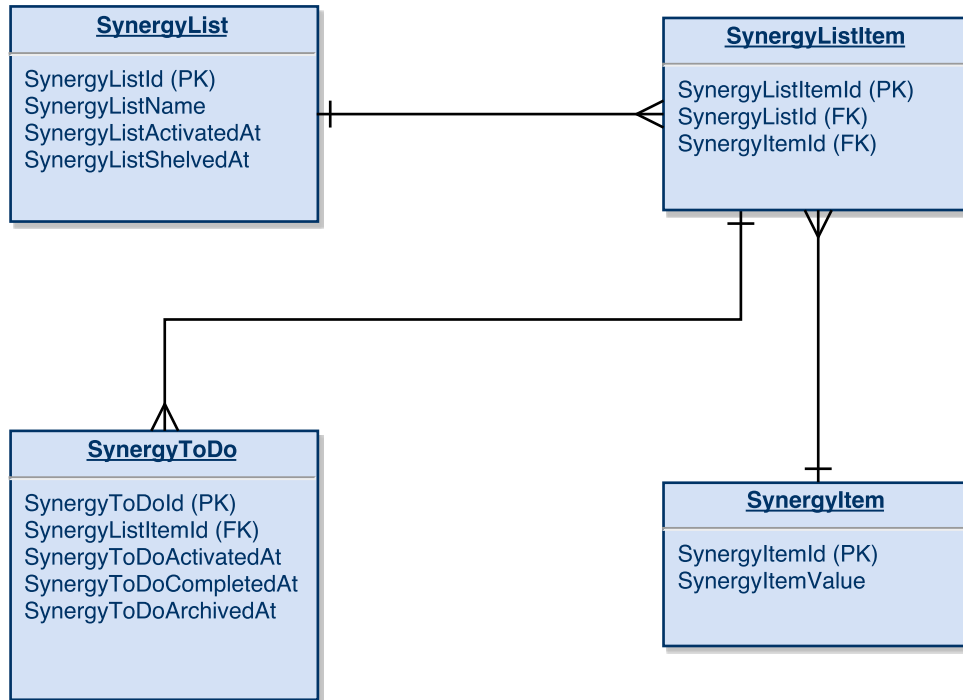 SynergyList
SynergyListId (PK)
SynergyListName
SynergyListActivatedAt
SynergyListShelvedAt
SynergyListItem
SynergyListItemId (PK)
SynergyListId (FK)
SynergyItemId (FK)
SynergyToDo
SynergyToDoId (PK)
SynergyListItemId (FK)
SynergyToDoActivatedAt
SynergyToDoCompletedAt
SynergyToDoArchivedAt
SynergyItem
SynergyItemId (PK)
SynergyItemValue